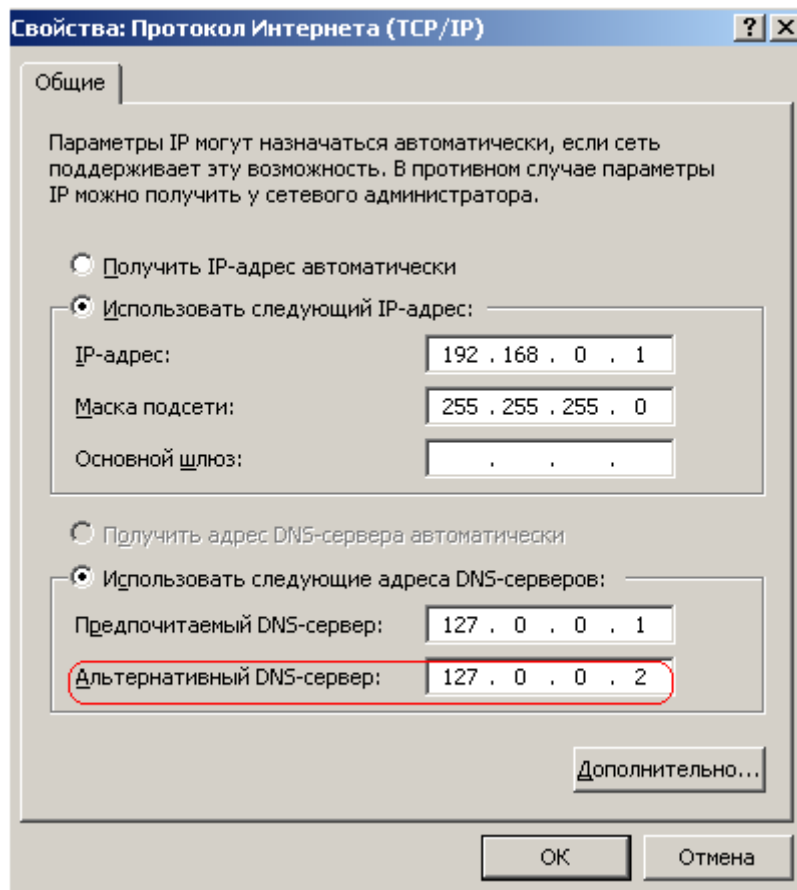 Свойства: Протокол Интернета (TCP/IP)
Общие
Параметры IP могут назначаться автоматически, если сеть
поддерживает эту возможность. В противном случае параметры
IP можно получить у сетевого администратора.
Получить IP-адрес автоматически
Использовать следующий IP-адрес:
IP-адрес: 192 . 168 . 0 . 1
Маска подсети: 255 . 255 . 255 . 0
Основной шлюз: . . .
Получить адрес DNS-сервера автоматически
Использовать следующие адреса DNS-серверов:
Предпочитаемый DNS-сервер: 127 . 0 . 0 . 1
Альтернативный DNS-сервер: 127 . 0 . 0 . 2
Дополнительно...
ОК Отмена